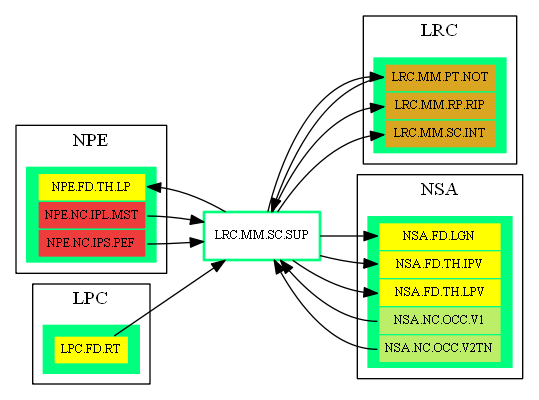 LRC
LRC.MM.PT.NOT
LRC.MM.RP.RIP
LRC.MM.SC.INT
NPE
NPE.FD.TH.LP
NPE.NC.IPL.MST
NPE.NC.IPS.PEF
LRC.MM.SC.SUP
NSA
NSA.FD.LGN
NSA.FD.TH.IPV
NSA.FD.TH.LPV
NSA.NC.OCC.V1
NSA.NC.OCC.V2TN
LPC
LPC.FD.RT